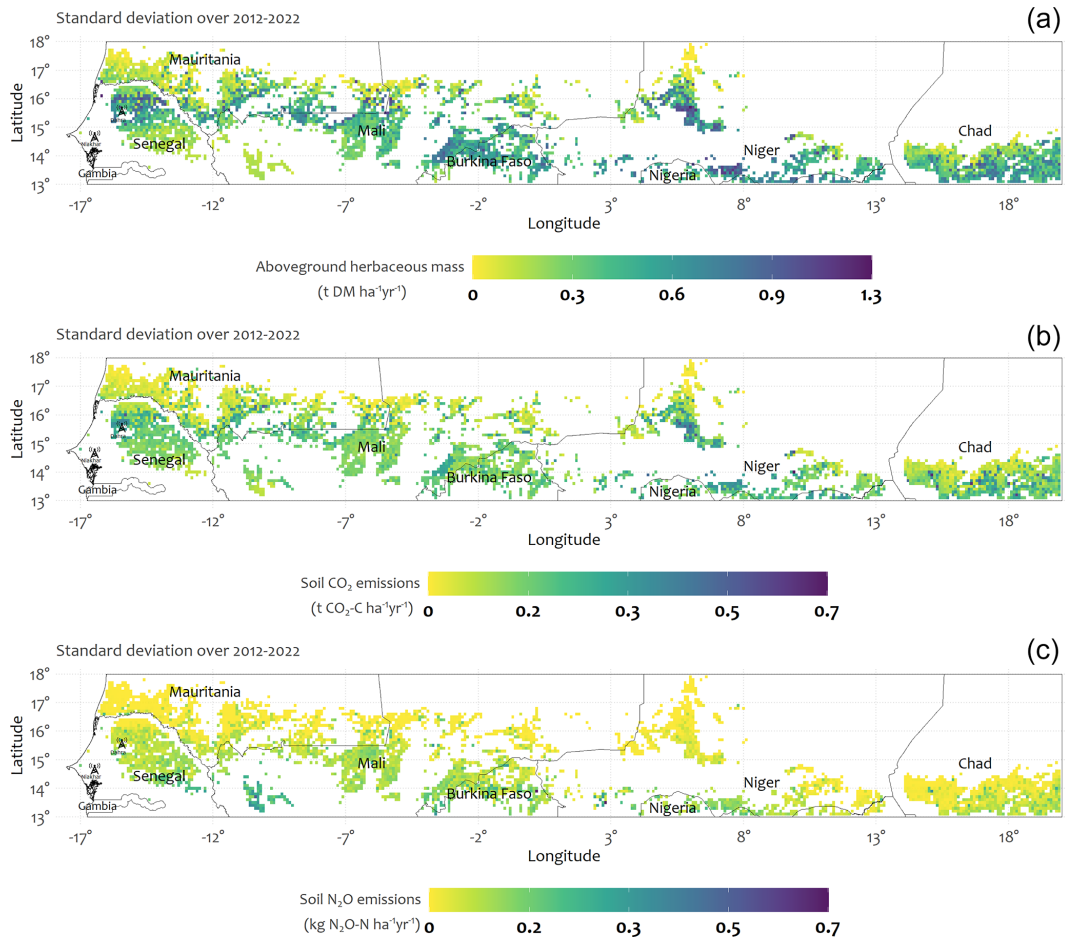 Standard deviation over 2012-2022
(a)
18°
17°
16°
15°
14°
13°
Latitude
Mauritania
Senegal
Gambia
Niakhar
Dahra
Mali
Burkina Faso
Niger
Nigeria
Chad
-17° -12° -7° -2° 3° 8° 13° 18°
Longitude
Aboveground herbaceous mass
(t DM ha⁻¹yr⁻¹)
0 0.3 0.6 0.9 1.3
Standard deviation over 2012-2022
(b)
18°
17°
16°
15°
14°
13°
Latitude
Mauritania
Senegal
Gambia
Niakhar
Dahra
Mali
Burkina Faso
Niger
Nigeria
Chad
-17° -12° -7° -2° 3° 8° 13° 18°
Longitude
Soil CO₂ emissions
(t CO₂-C ha⁻¹yr⁻¹)
0 0.2 0.3 0.5 0.7
Standard deviation over 2012-2022
(c)
18°
17°
16°
15°
14°
13°
Latitude
Mauritania
Senegal
Gambia
Niakhar
Dahra
Mali
Burkina Faso
Niger
Nigeria
Chad
-17° -12° -7° -2° 3° 8° 13° 18°
Longitude
Soil N₂O emissions
(kg N₂O-N ha⁻¹yr⁻¹)
0 0.2 0.3 0.5 0.7